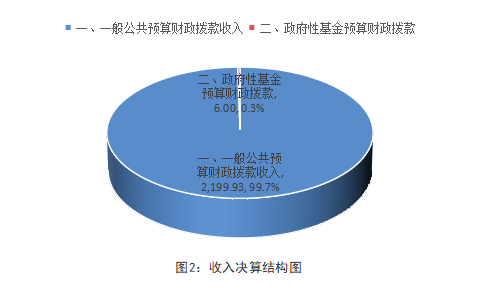 一、一般公共预算财政拨款收入 二、政府性基金预算财政拨款
二、政府性基金
预算财政拨款,
6.00, 0.3%
一、一般公共预
算财政拨款收入,
2,199.93, 99.7%
图2：收入决算结构图